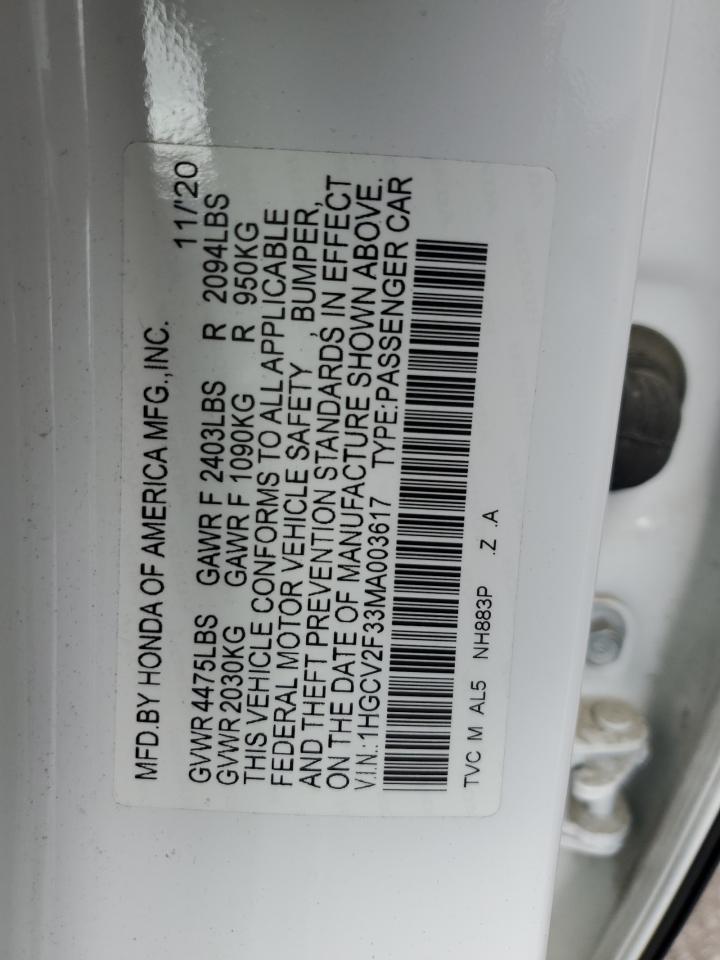 MFD.BY HONDA OF AMERICA MFG.,INC. 11/'20
GVWR 4475LBS GAWR F 2403LBS R 2094LBS
GVWR 2030KG GAWR F 1090KG R 950KG
THIS VEHICLE CONFORMS TO ALL APPLICABLE
FEDERAL MOTOR VEHICLE SAFETY , BUMPER,
AND THEFT PREVENTION STANDARDS, IN EFFECT
ON THE DATE OF MANUFACTURE SHOWN ABOVE.
V.I.N.:1HGCV2F33MA003617 TYPE:PASSENGER CAR
TVC M AL5 NH883P .Z .A